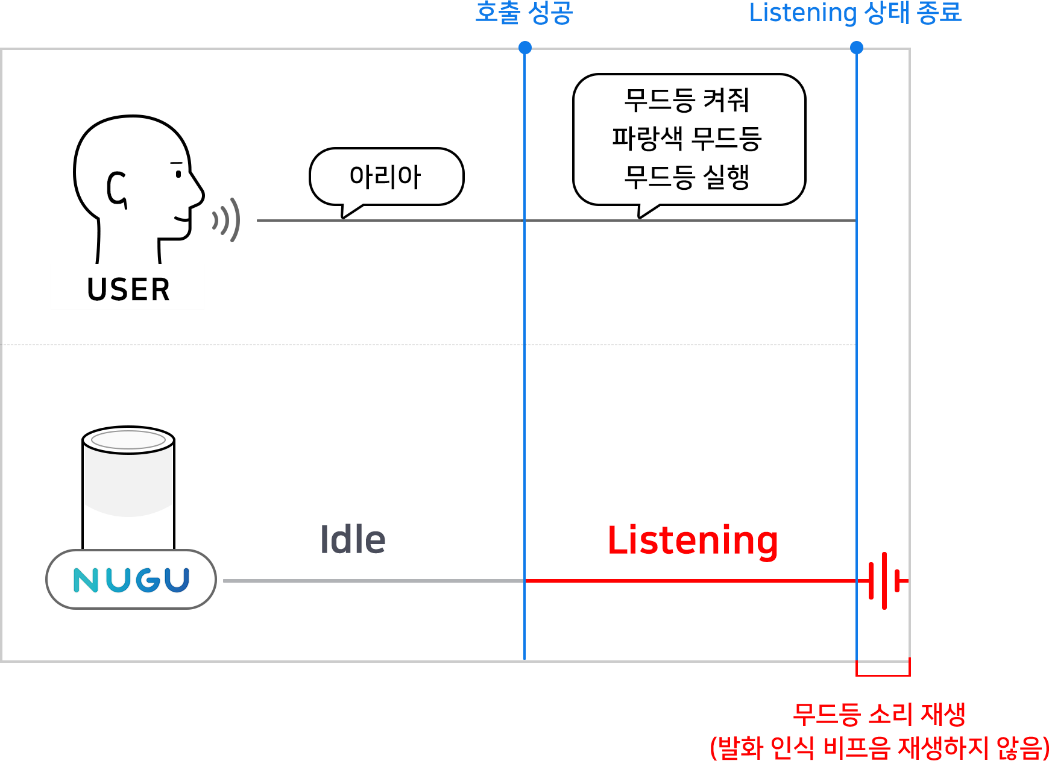 호출 성공
Listening 상태 종료
아리아
무드등 켜줘
파랑색 무드등
무드등 실행
USER
Idle
Listening
NUGU
무드등 소리 재생
(발화 인식 비프음 재생하지 않음)